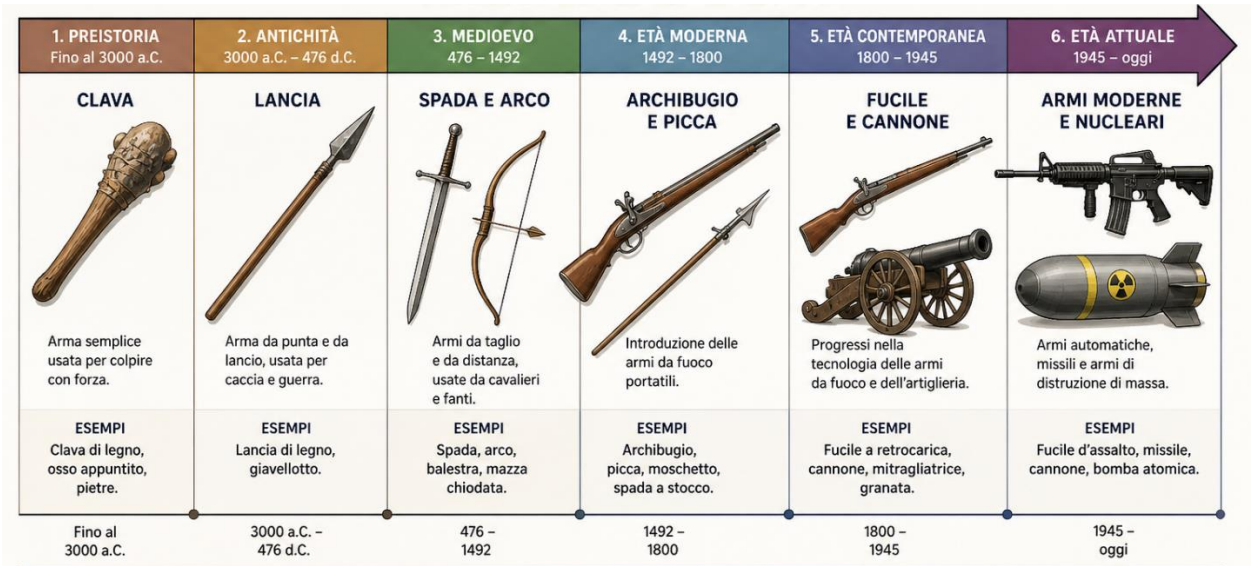 1. PREISTORIA
Fino al 3000 a.C.
2. ANTICHITÀ
3000 a.C. – 476 d.C.
3. MEDIOEVO
476 – 1492
4. ETÀ MODERNA
1492 – 1800
5. ETÀ CONTEMPORANEA
1800 – 1945
6. ETÀ ATTUALE
1945 – oggi
CLAVA
LANCIA
SPADA E ARCO
ARCHIBUGIO
E PICCA
FUCILE
E CANNONE
ARMI MODERNE
E NUCLEARI
Arma semplice
usata per colpire
con forza.
Arma da punta e da
lancio, usata per
caccia e guerra.
Armi da taglio
e da distanza,
usate da cavalieri
e fanti.
Introduzione delle
armi da fuoco
portatili.
Progressi nella
tecnologia delle armi
da fuoco e dell'artiglieria.
Armi automatiche,
missili e armi di
distruzione di massa.
ESEMPI
Clava di legno,
osso appuntito,
pietre.
ESEMPI
Lancia di legno,
giavellotto.
ESEMPI
Spada, arco,
balestra, mazza
chiodata.
ESEMPI
Archibugio,
picca, moschetto,
spada a stocco.
ESEMPI
Fucile a retrocarica,
cannone, mitragliatrice,
granata.
ESEMPI
Fucile d'assalto, missile,
cannone, bomba atomica.
Fino al
3000 a.C.
3000 a.C. –
476 d.C.
476 –
1492
1492 –
1800
1800 –
1945
1945 –
oggi